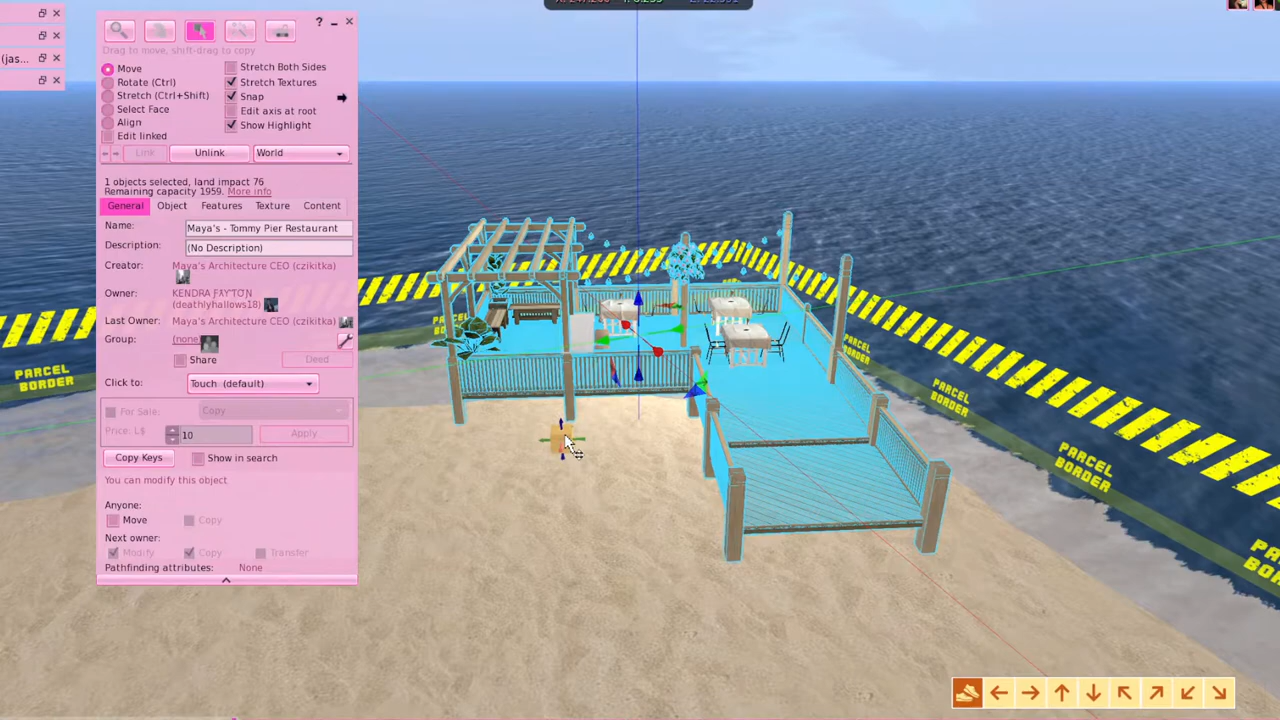 (jas...
?
Drag to move, shift-drag to copy
Move
Rotate (Ctrl)
Stretch (Ctrl+Shift)
Select Face
Align
Edit linked
Stretch Both Sides
Stretch Textures
Snap
Edit axis at root
Show Highlight
Link
Unlink
World
1 objects selected, land impact 76
Remaining capacity 1959. More info
General Object Features Texture Content
Name: Maya's - Tommy Pier Restaurant
Description: (No Description)
Creator: Maya's Architecture CEO (czikitka)
Owner: KENDRA
(deathlyhallows18)
Last Owner: Maya's Architecture CEO (czikitka)
Group: (none)
Share Deed
Click to: Touch (default)
For Sale: Copy
Price: L$ 10 Apply
Copy Keys Show in search
You can modify this object
Anyone:
Move Copy
Next owner:
Modify Copy Transfer
Pathfinding attributes: None
PARCEL
BORDER
PARCEL
BORDER
PARCEL
BORDER
PARCEL
BORDER